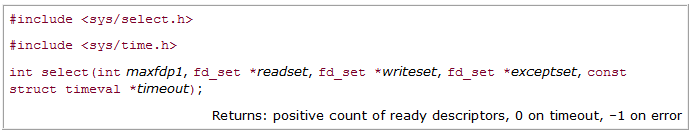 #include <sys/select.h>
#include <sys/time.h>
int select(int maxfdp1, fd_set *readset, fd_set *writeset, fd_set *exceptset, const
struct timeval *timeout);
Returns: positive count of ready descriptors, 0 on timeout, –1 on error